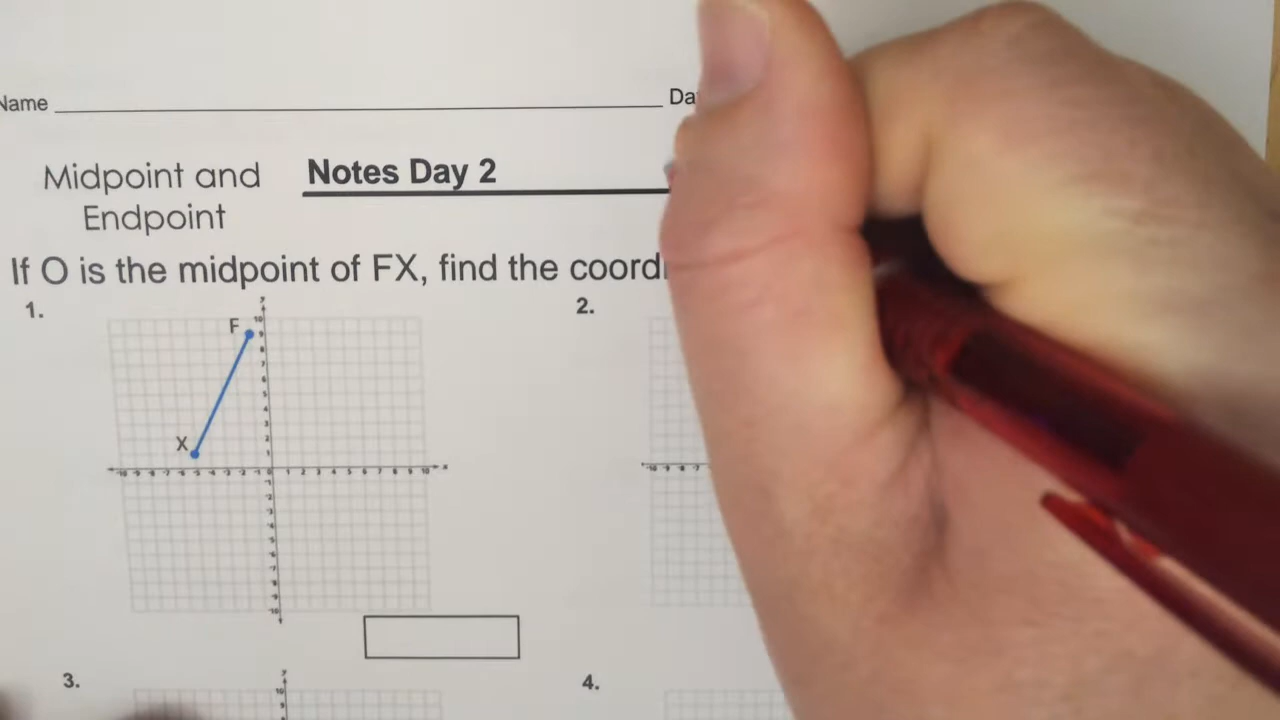 Name Da
Midpoint and
Endpoint
Notes Day 2
If O is the midpoint of FX, find the coord
1.
2.
F
X
3.
4.